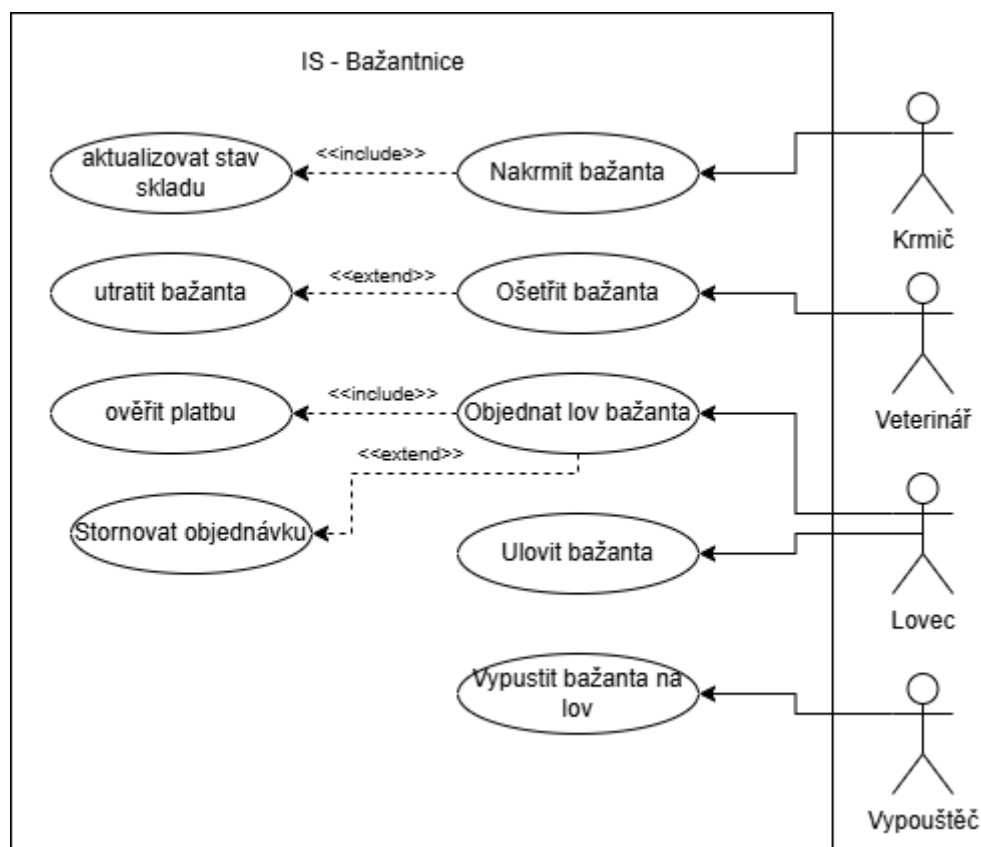 IS - Bažantnice
aktualizovat stav
skladu
<<include>>
Nakrmit bažanta
Krmič
utratit bažanta
<<extend>>
Ošetřit bažanta
Veterinář
ověřit platbu
<<include>>
Objednat lov bažanta
<<extend>>
Stornovat objednávku
Ulovit bažanta
Lovec
Vypustit bažanta na
lov
Vypouštěč